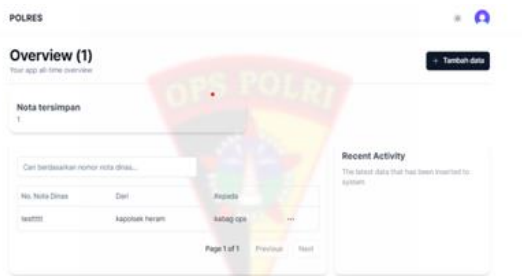 POLRES
Overview (1)
Your app all-time overview
+ Tambah data
OPS POLRI
Nota tersimpan
1
Cari berdasarkan nomor nota dinas...
No. Nota Dinas Dari Kepada
kapolsek heram kabag ops ...
Page 1 of 1 Previous Next
Recent Activity
The latest data that has been inserted to
system